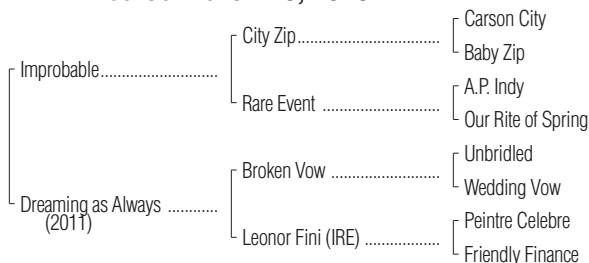 Carson City
City Zip
Baby Zip
Improbable
A.P. Indy
Rare Event
Our Rite of Spring
Unbridled
Broken Vow
Wedding Vow
Dreaming as Always
(2011)
Peintre Celebre
Leonor Fini (IRE)
Friendly Finance